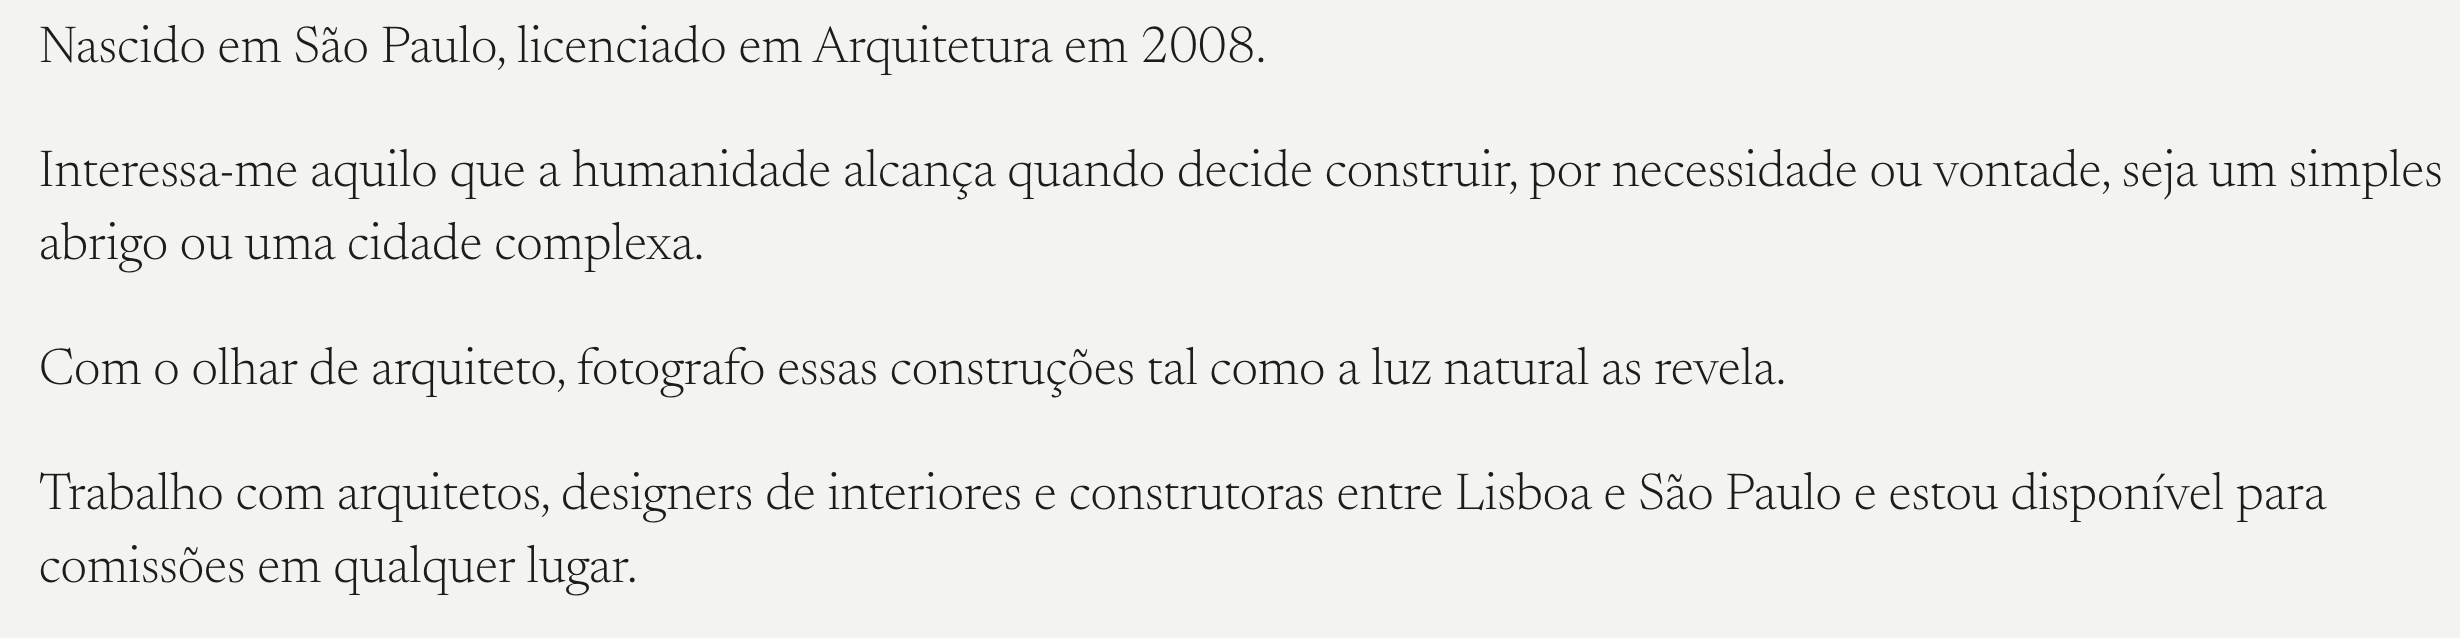 Nascido em São Paulo, licenciado em Arquitetura em 2008.
Interessa-me aquilo que a humanidade alcança quando decide construir, por necessidade ou vontade, seja um simples
abrigo ou uma cidade complexa.
Com o olhar de arquiteto, fotografo essas construções tal como a luz natural as revela.
Trabalho com arquitetos, designers de interiores e construtoras entre Lisboa e São Paulo e estou disponível para
comissões em qualquer lugar.